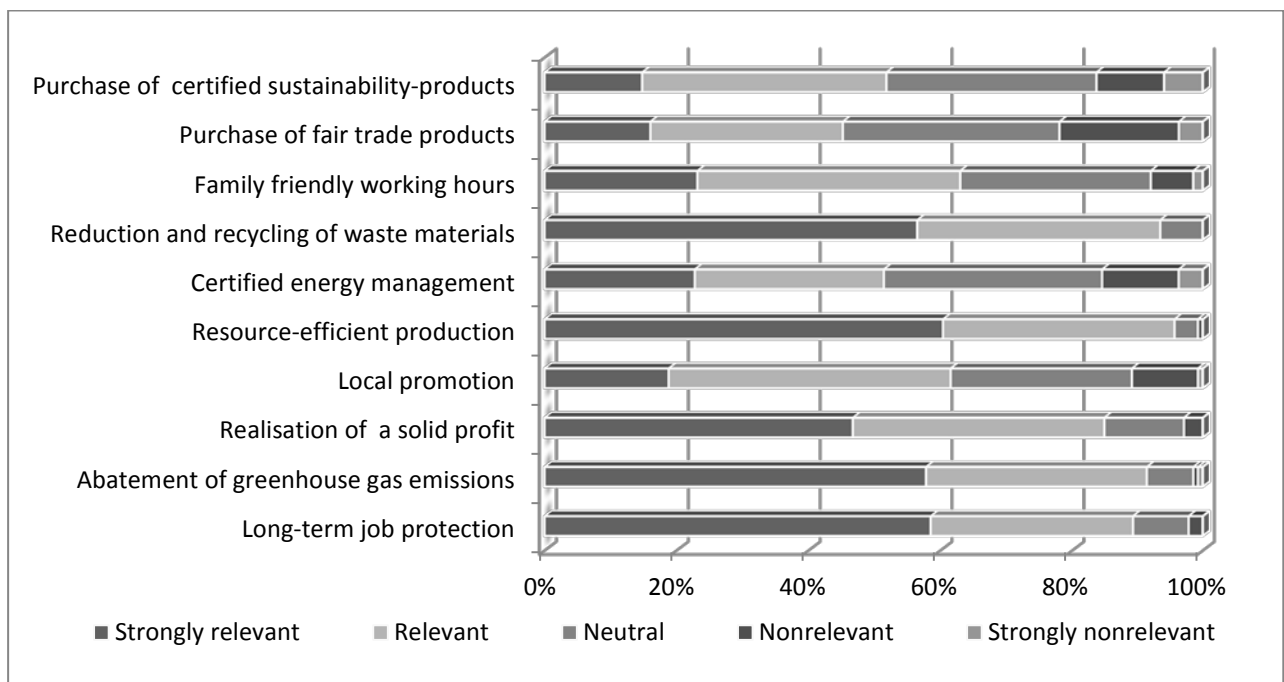 Purchase of certified sustainability-products
Purchase of fair trade products
Family friendly working hours
Reduction and recycling of waste materials
Certified energy management
Resource-efficient production
Local promotion
Realisation of a solid profit
Abatement of greenhouse gas emissions
Long-term job protection
0% 20% 40% 60% 80% 100%
Strongly relevant Relevant Neutral Nonrelevant Strongly nonrelevant